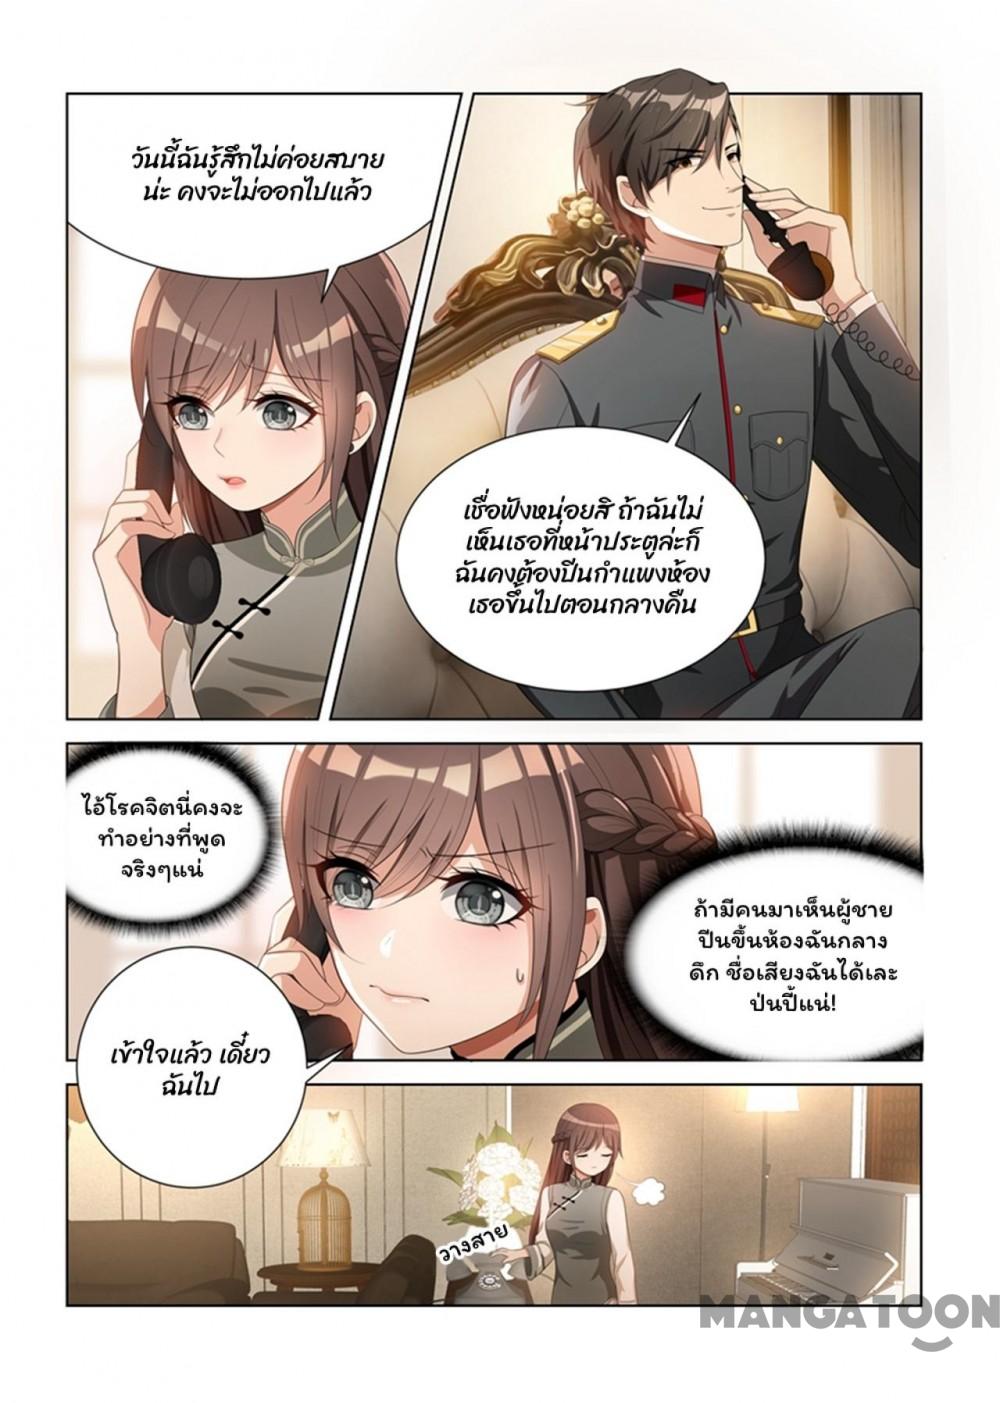 วันนี้ฉันรู้สึกไม่ค่อยสบาย
น่ะ คงจะไม่ออกไปแล้ว
เชื่อฟังหน่อยสิ ถ้าฉันไม่
เห็นเธอที่หน้าประตูล่ะก็
ฉันคงต้องปีนกำแพงห้อง
เธอขึ้นไปตอนกลางคืน
ไอ้โรคจิตนี่คงจะ
ทำอย่างที่พูด
จริงๆแน่
ถ้ามีคนมาเห็นผู้ชาย
ปีนขึ้นห้องฉันกลาง
ดึก ชื่อเสียงฉันได้เละ
ป่นปี้แน่!
เข้าใจแล้ว เดี๋ยว
ฉันไป
วางสาย
MANGATOON